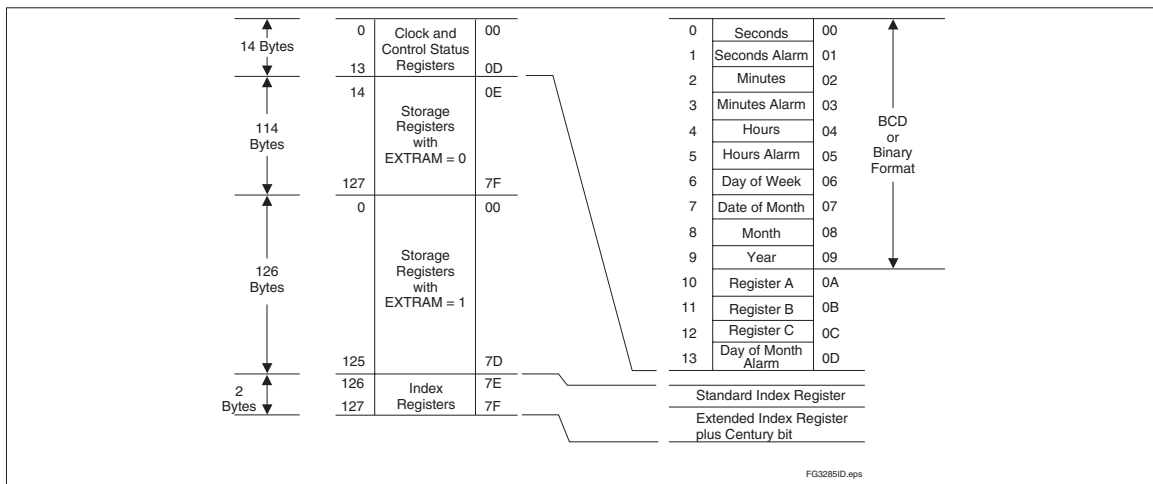 14 Bytes
0 Clock and 00
Control Status
13 Registers 0D
14 0E
114
Bytes
Storage
Registers
with
EXTRAM = 0
127 7F
0 00
126
Bytes
Storage
Registers
with
EXTRAM = 1
125 7D
2
Bytes
126 Index 7E
127 Registers 7F
0 Seconds 00
1 Seconds Alarm 01
2 Minutes 02
3 Minutes Alarm 03
4 Hours 04
5 Hours Alarm 05
6 Day of Week 06
7 Date of Month 07
8 Month 08
9 Year 09
10 Register A 0A
11 Register B 0B
12 Register C 0C
13 Day of Month 0D
Alarm
BCD
or
Binary
Format
Standard Index Register
Extended Index Register
plus Century bit
FG3285ID.eps